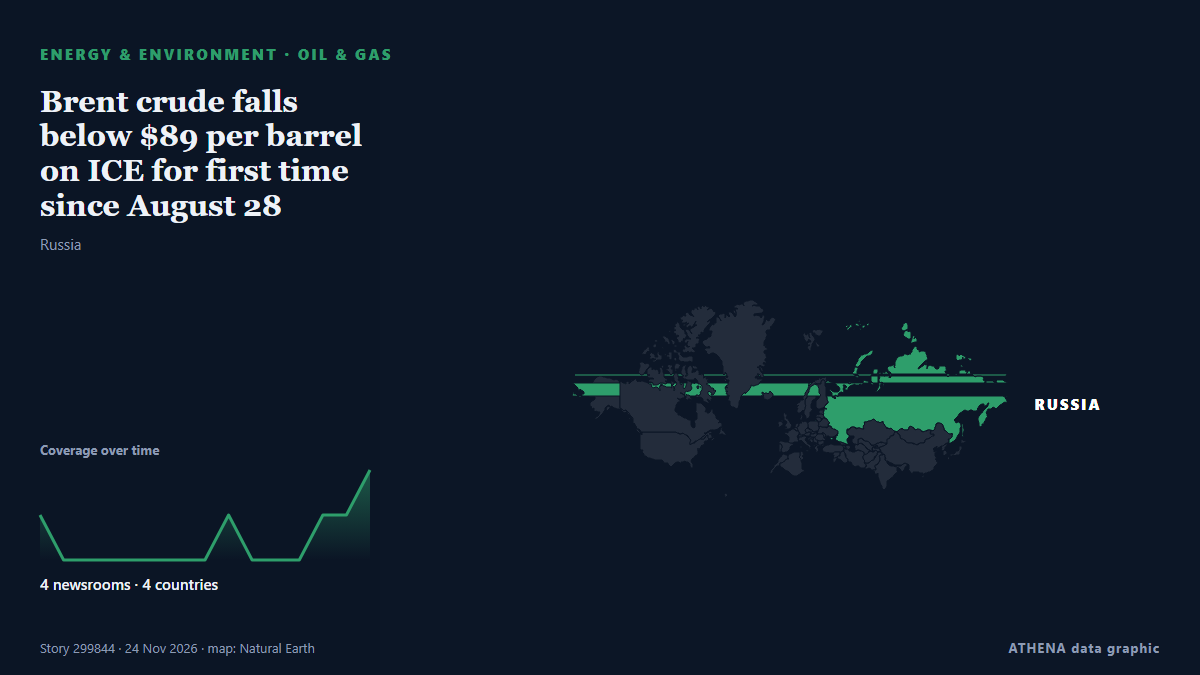 ENERGY & ENVIRONMENT · OIL & GAS
Brent crude falls
below $89 per barrel
on ICE for first time
since August 28
Russia
RUSSIA
Coverage over time
4 newsrooms · 4 countries
Story 299844 · 24 Nov 2026 · map: Natural Earth
ATHENA data graphic